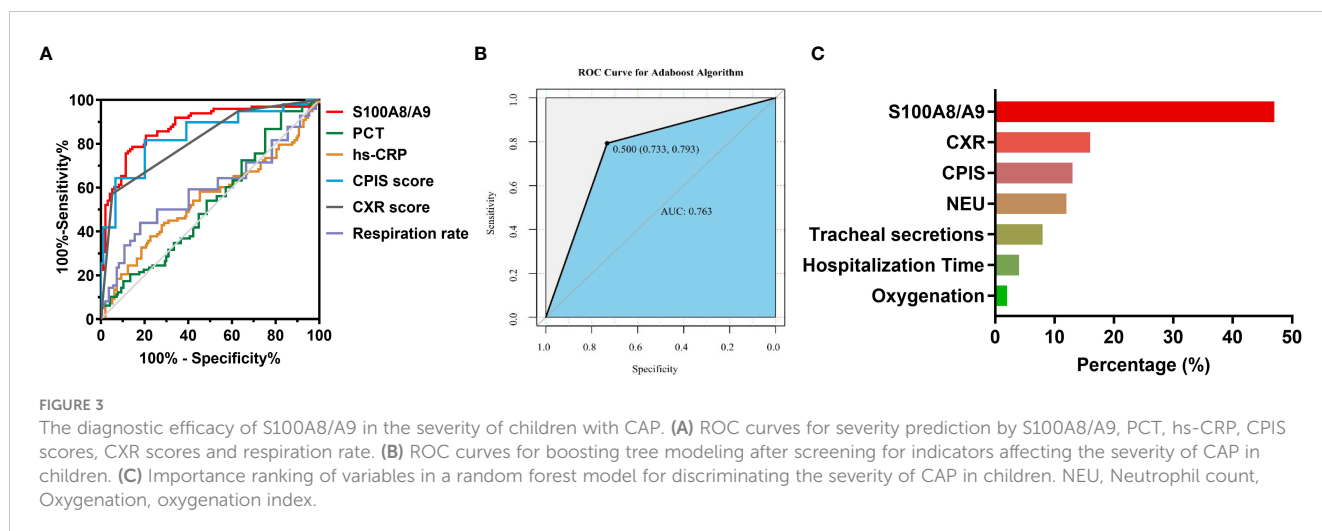 A
100%-Sensitivity%
100
80
60
40
20
0
0 20 40 60 80 100
100% - Specificity%
S100A8/A9
PCT
hs-CRP
CPIS score
CXR score
Respiration rate
B
ROC Curve for Adaboost Algorithm
Sensitivity
1.0
0.8
0.6
0.4
0.2
0.0
0.500 (0.733, 0.793)
AUC: 0.763
1.0 0.8 0.6 0.4 0.2 0.0
Specificity
C
S100A8/A9
CXR
CPIS
NEU
Tracheal secretions
Hospitalization Time
Oxygenation
0 10 20 30 40 50
Percentage (%)
FIGURE 3
The diagnostic efficacy of S100A8/A9 in the severity of children with CAP. (A) ROC curves for severity prediction by S100A8/A9, PCT, hs-CRP, CPIS
scores, CXR scores and respiration rate. (B) ROC curves for boosting tree modeling after screening for indicators affecting the severity of CAP in
children. (C) Importance ranking of variables in a random forest model for discriminating the severity of CAP in children. NEU, Neutrophil count,
Oxygenation, oxygenation index.